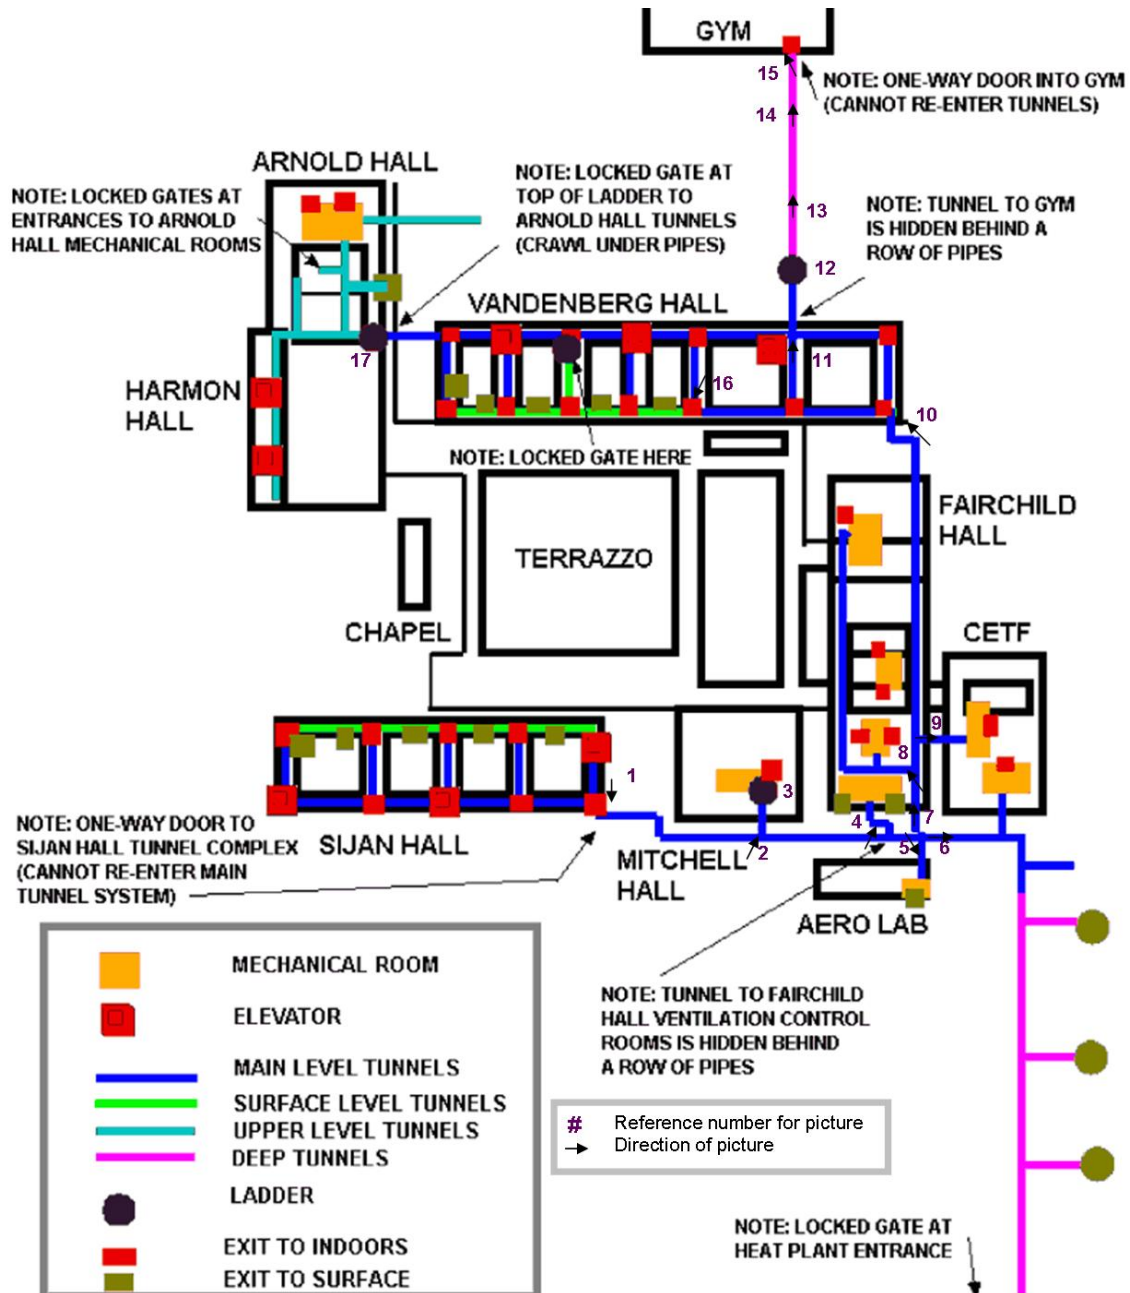 GYM
15
NOTE: ONE-WAY DOOR INTO GYM
(CANNOT RE-ENTER TUNNELS)
14
ARNOLD HALL
NOTE: LOCKED GATES AT
ENTRANCES TO ARNOLD
HALL MECHANICAL ROOMS
NOTE: LOCKED GATE AT
TOP OF LADDER TO
ARNOLD HALL TUNNELS
(CRAWL UNDER PIPES)
13
NOTE: TUNNEL TO GYM
IS HIDDEN BEHIND A
ROW OF PIPES
12
VANDENBERG HALL
17
11
16
HARMON
HALL
10
NOTE: LOCKED GATE HERE
FAIRCHILD
HALL
TERRAZZO
CHAPEL
CETF
9
8
1
3
7
4
5
6
2
NOTE: ONE-WAY DOOR TO
SIJAN HALL TUNNEL COMPLEX
(CANNOT RE-ENTER MAIN
TUNNEL SYSTEM)
SIJAN HALL
MITCHELL
HALL
AERO LAB
NOTE: TUNNEL TO FAIRCHILD
HALL VENTILATION CONTROL
ROOMS IS HIDDEN BEHIND
A ROW OF PIPES
MECHANICAL ROOM
ELEVATOR
MAIN LEVEL TUNNELS
SURFACE LEVEL TUNNELS
UPPER LEVEL TUNNELS
DEEP TUNNELS
LADDER
EXIT TO INDOORS
EXIT TO SURFACE
# Reference number for picture
Direction of picture
NOTE: LOCKED GATE AT
HEAT PLANT ENTRANCE